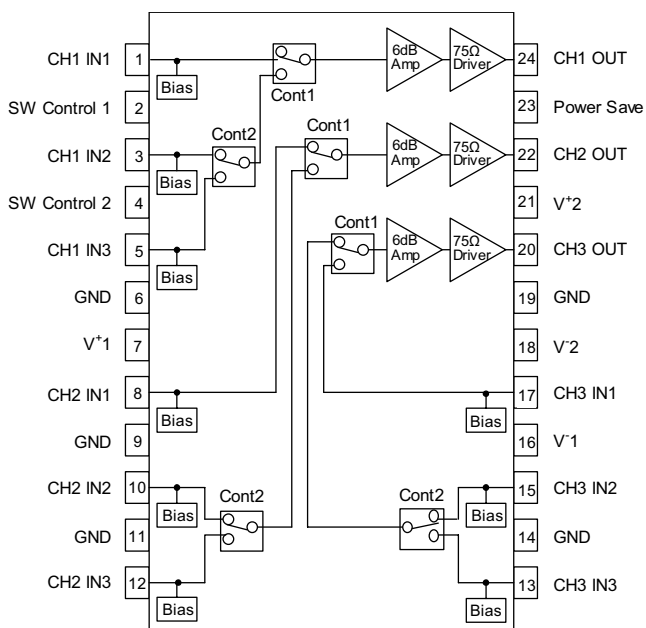 CH1 IN1 1
Bias
Cont1
6dB Amp
75Ω Driver
24 CH1 OUT
SW Control 1 2
23 Power Save
CH1 IN2 3
Bias
Cont2
Cont1
6dB Amp
75Ω Driver
22 CH2 OUT
SW Control 2 4
21 V⁺2
CH1 IN3 5
Bias
Cont1
6dB Amp
75Ω Driver
20 CH3 OUT
GND 6
19 GND
V⁺1 7
18 V⁻2
CH2 IN1 8
Bias
Bias
17 CH3 IN1
GND 9
16 V⁻1
CH2 IN2 10
Bias
Cont2
Cont2
Bias
15 CH3 IN2
GND 11
14 GND
CH2 IN3 12
Bias
Bias
13 CH3 IN3